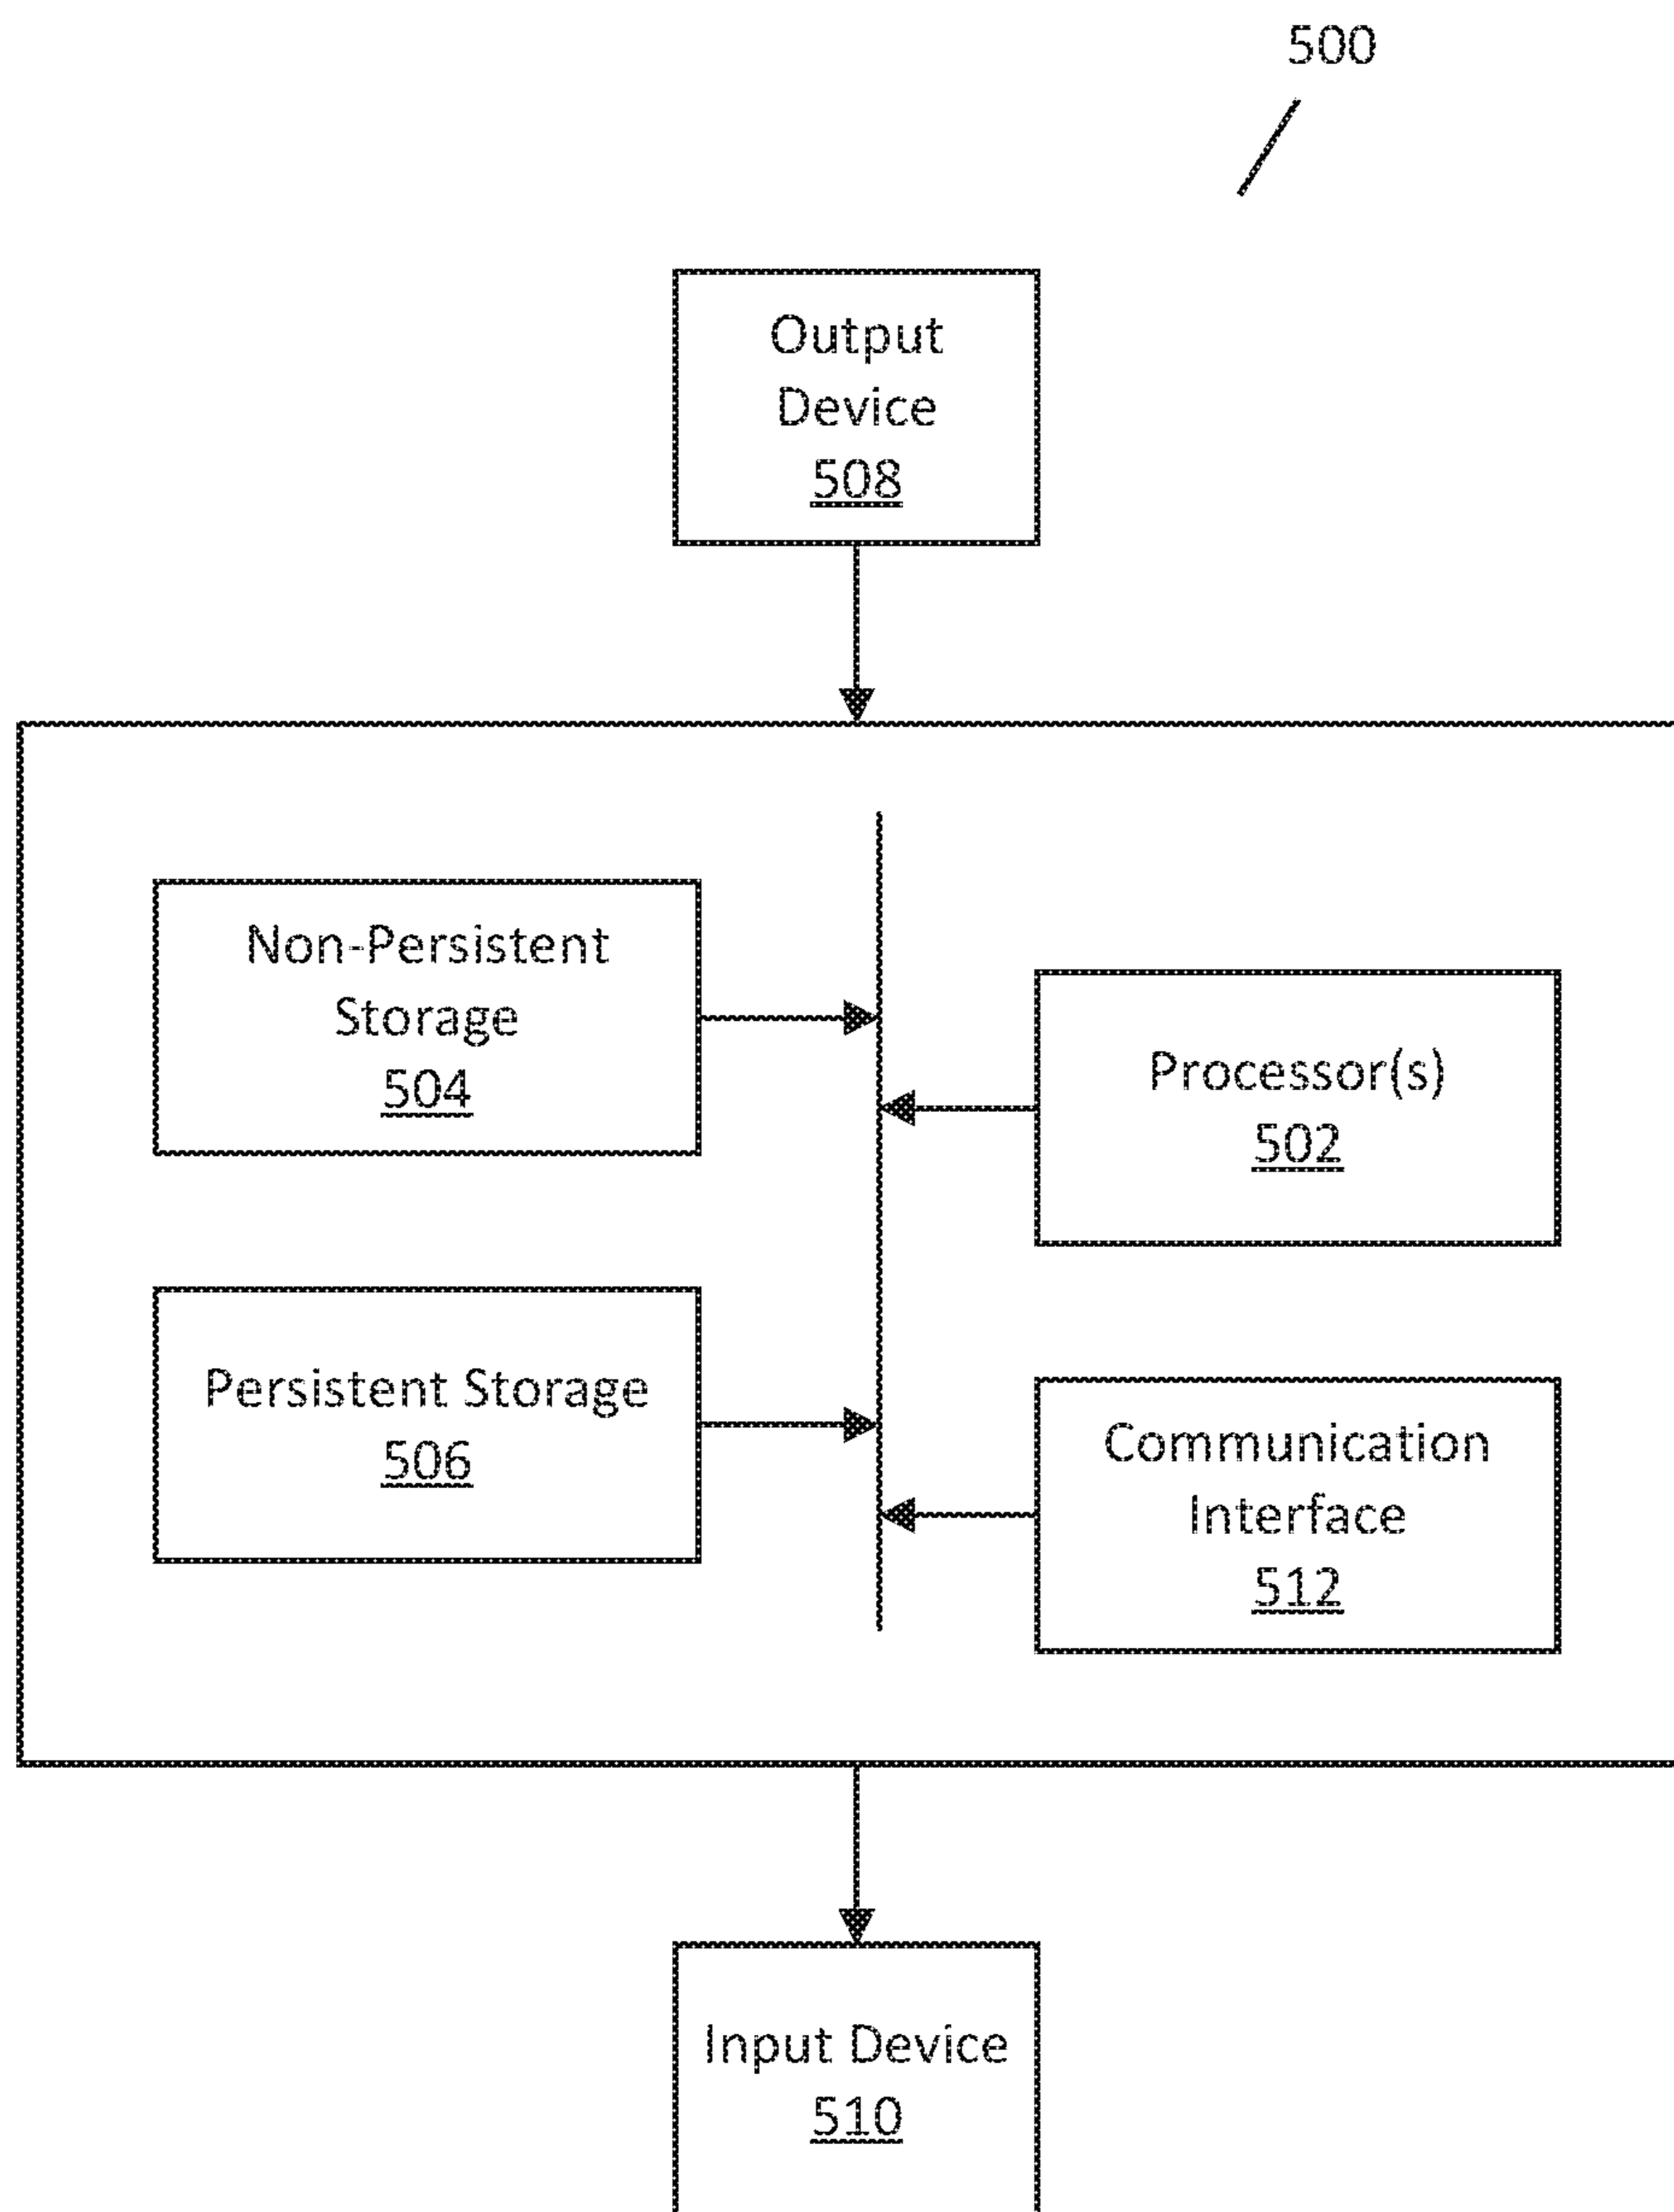 500
Output
Device
508
Non-Persistent
Storage
504
Processor(s)
502
Persistent Storage
506
Communication
Interface
512
Input Device
510